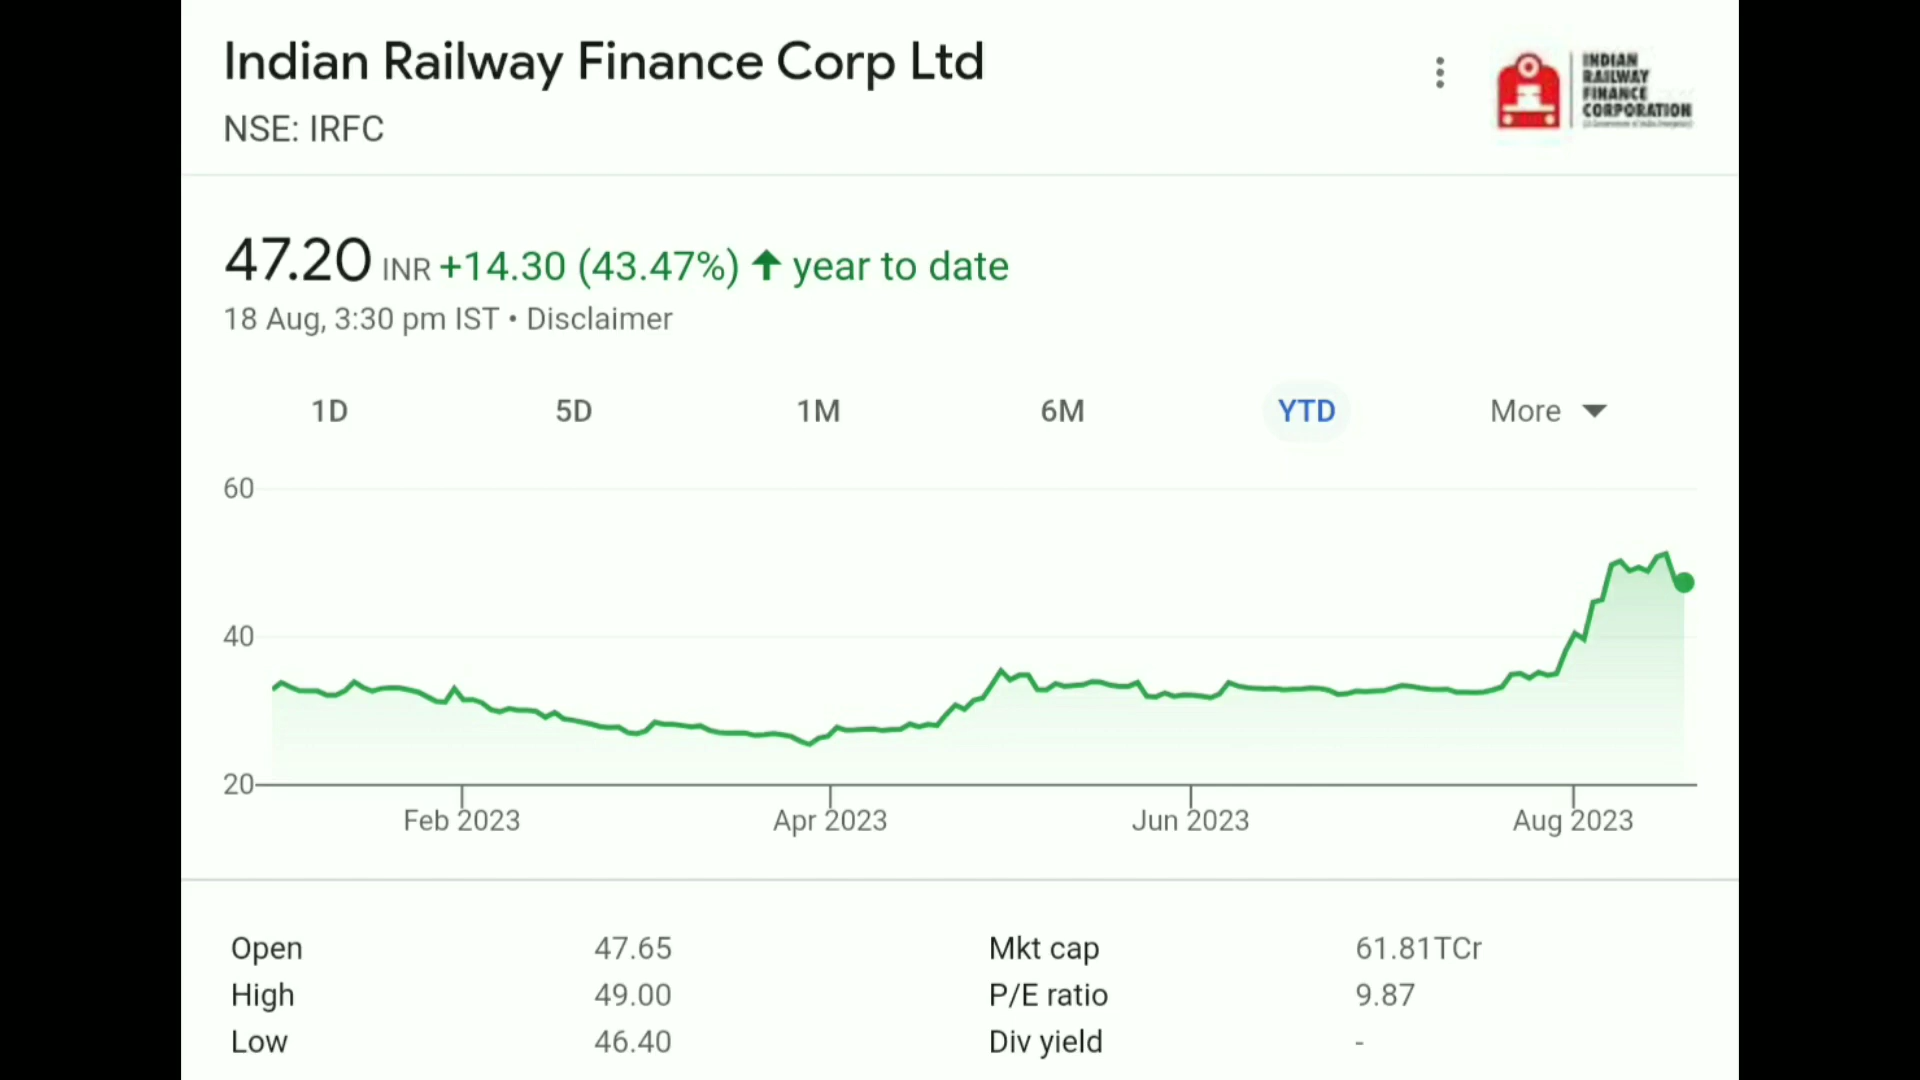 Indian Railway Finance Corp Ltd
NSE: IRFC
INDIAN
RAILWAY
FINANCE
CORPORATION
47.20 INR +14.30 (43.47%) ↑ year to date
18 Aug, 3:30 pm IST • Disclaimer
1D 5D 1M 6M YTD More
60
40
20
Feb 2023 Apr 2023 Jun 2023 Aug 2023
Open 47.65 Mkt cap 61.81TCr
High 49.00 P/E ratio 9.87
Low 46.40 Div yield -